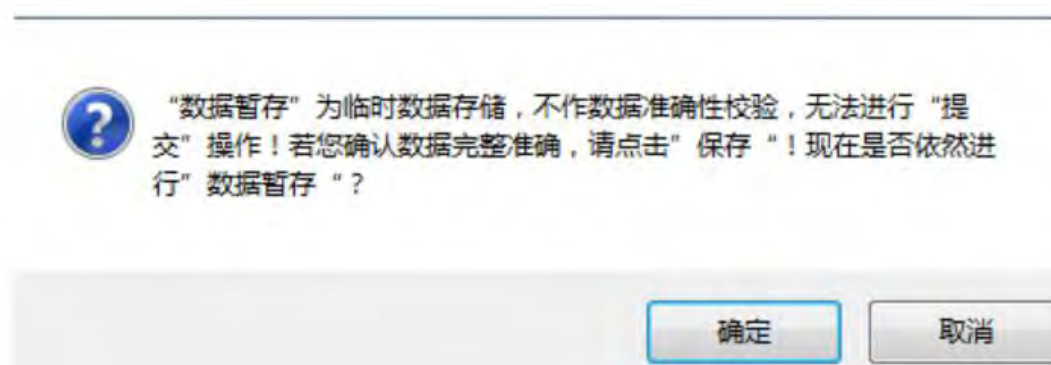 “数据暂存”为临时数据存储，不作数据准确性校验，无法进行“提
交”操作！若您确认数据完整准确，请点击”保存“！现在是否依然进
行”数据暂存“？
确定
取消